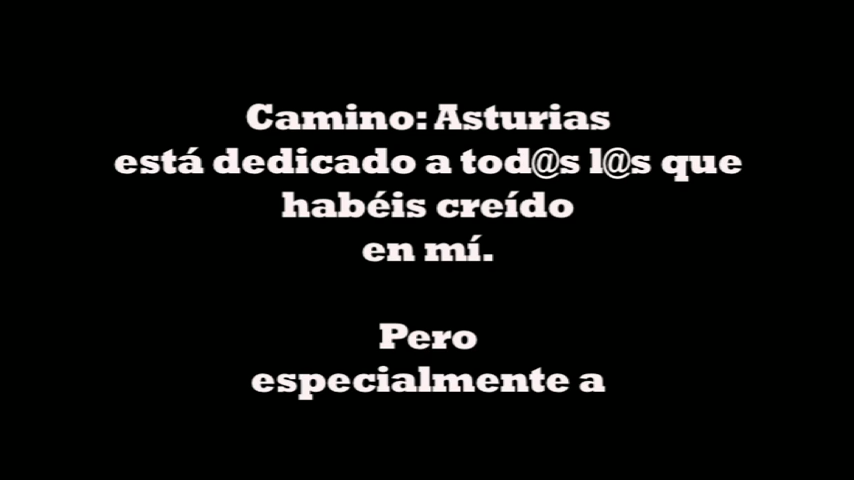 Camino: Asturias
está dedicado a tod@s l@s que
habéis creído
en mí.
Pero
especialmente a